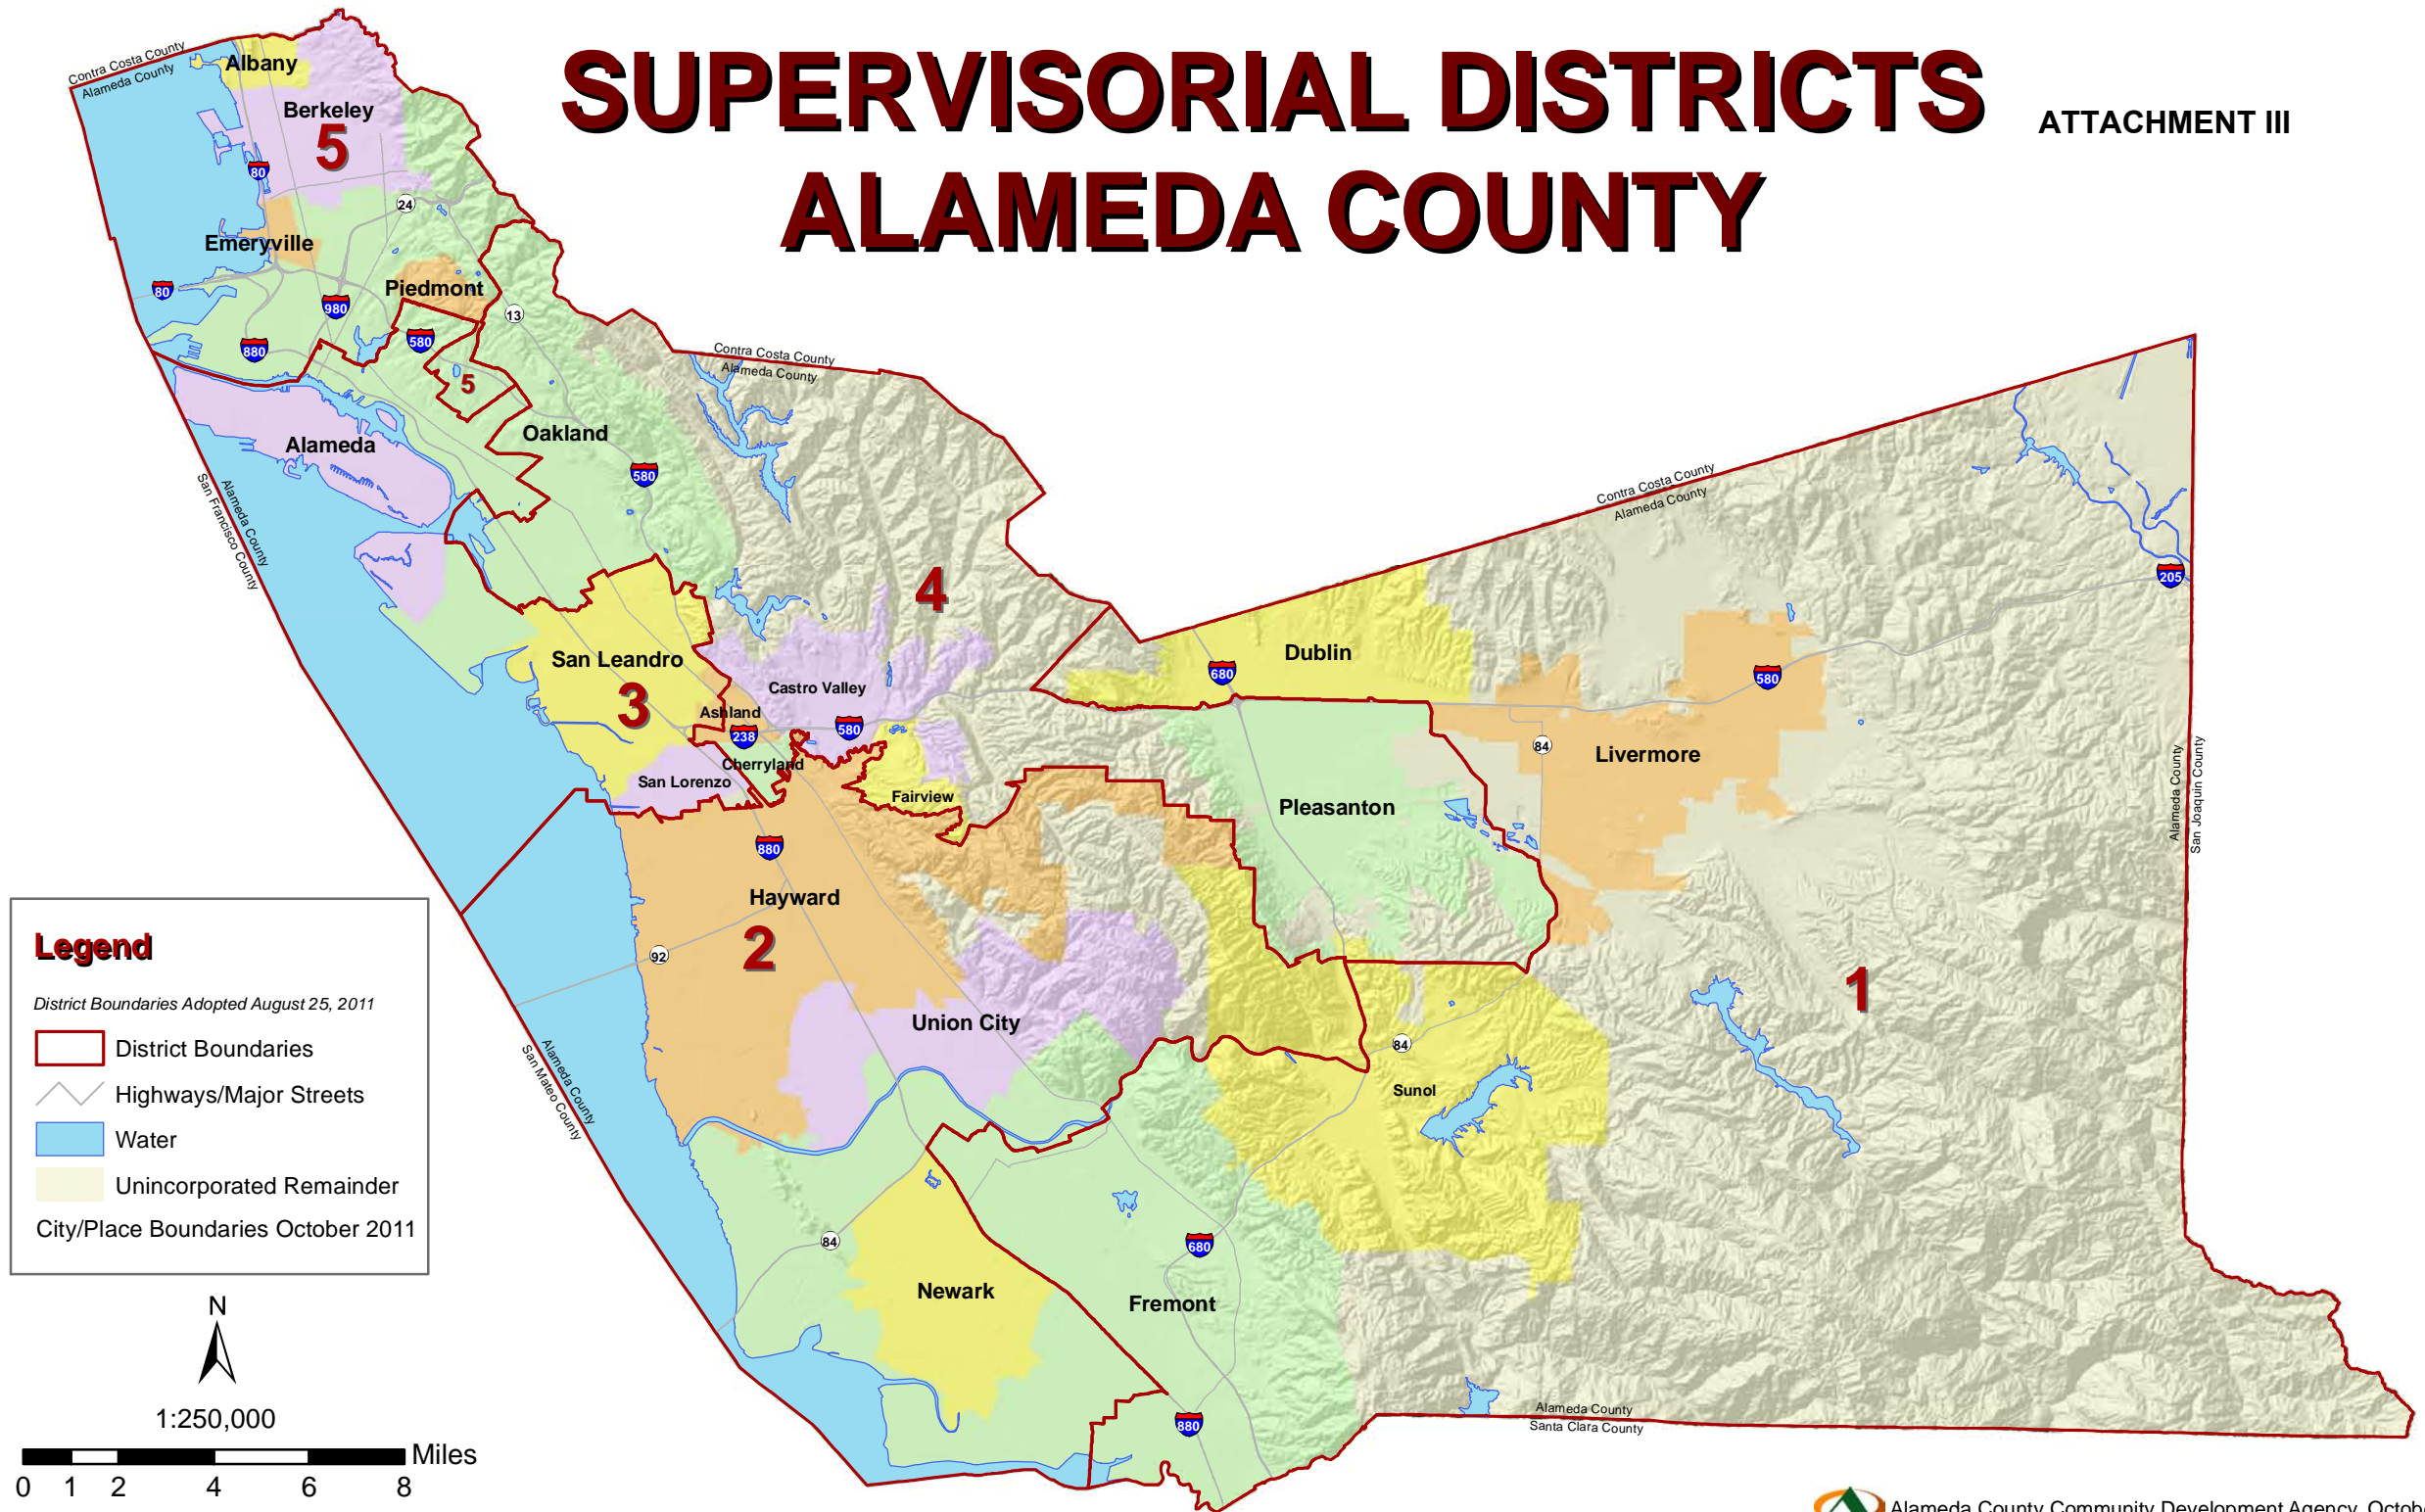 SUPERVISORIAL DISTRICTS
ALAMEDA COUNTY
ATTACHMENT III
Contra Costa County
Alameda County
Albany
Berkeley
5
80
24
Emeryville
80
980
Piedmont
13
880
580
5
Contra Costa County
Alameda County
Oakland
Alameda
580
Alameda County
San Francisco County
Contra Costa County
Alameda County
4
205
San Leandro
3
Castro Valley
Ashland
238
580
Cherryland
San Lorenzo
Fairview
Dublin
680
580
84
Livermore
Pleasanton
Alameda County
San Joaquin County
880
Hayward
2
92
Union City
1
84
Sunol
Alameda County
San Mateo County
84
Newark
680
Fremont
880
Alameda County
Santa Clara County
Legend
District Boundaries Adopted August 25, 2011
District Boundaries
Highways/Major Streets
Water
Unincorporated Remainder
City/Place Boundaries October 2011
N
1:250,000
Miles
0 1 2 4 6 8
Alameda County Community Development Agency, Octobe